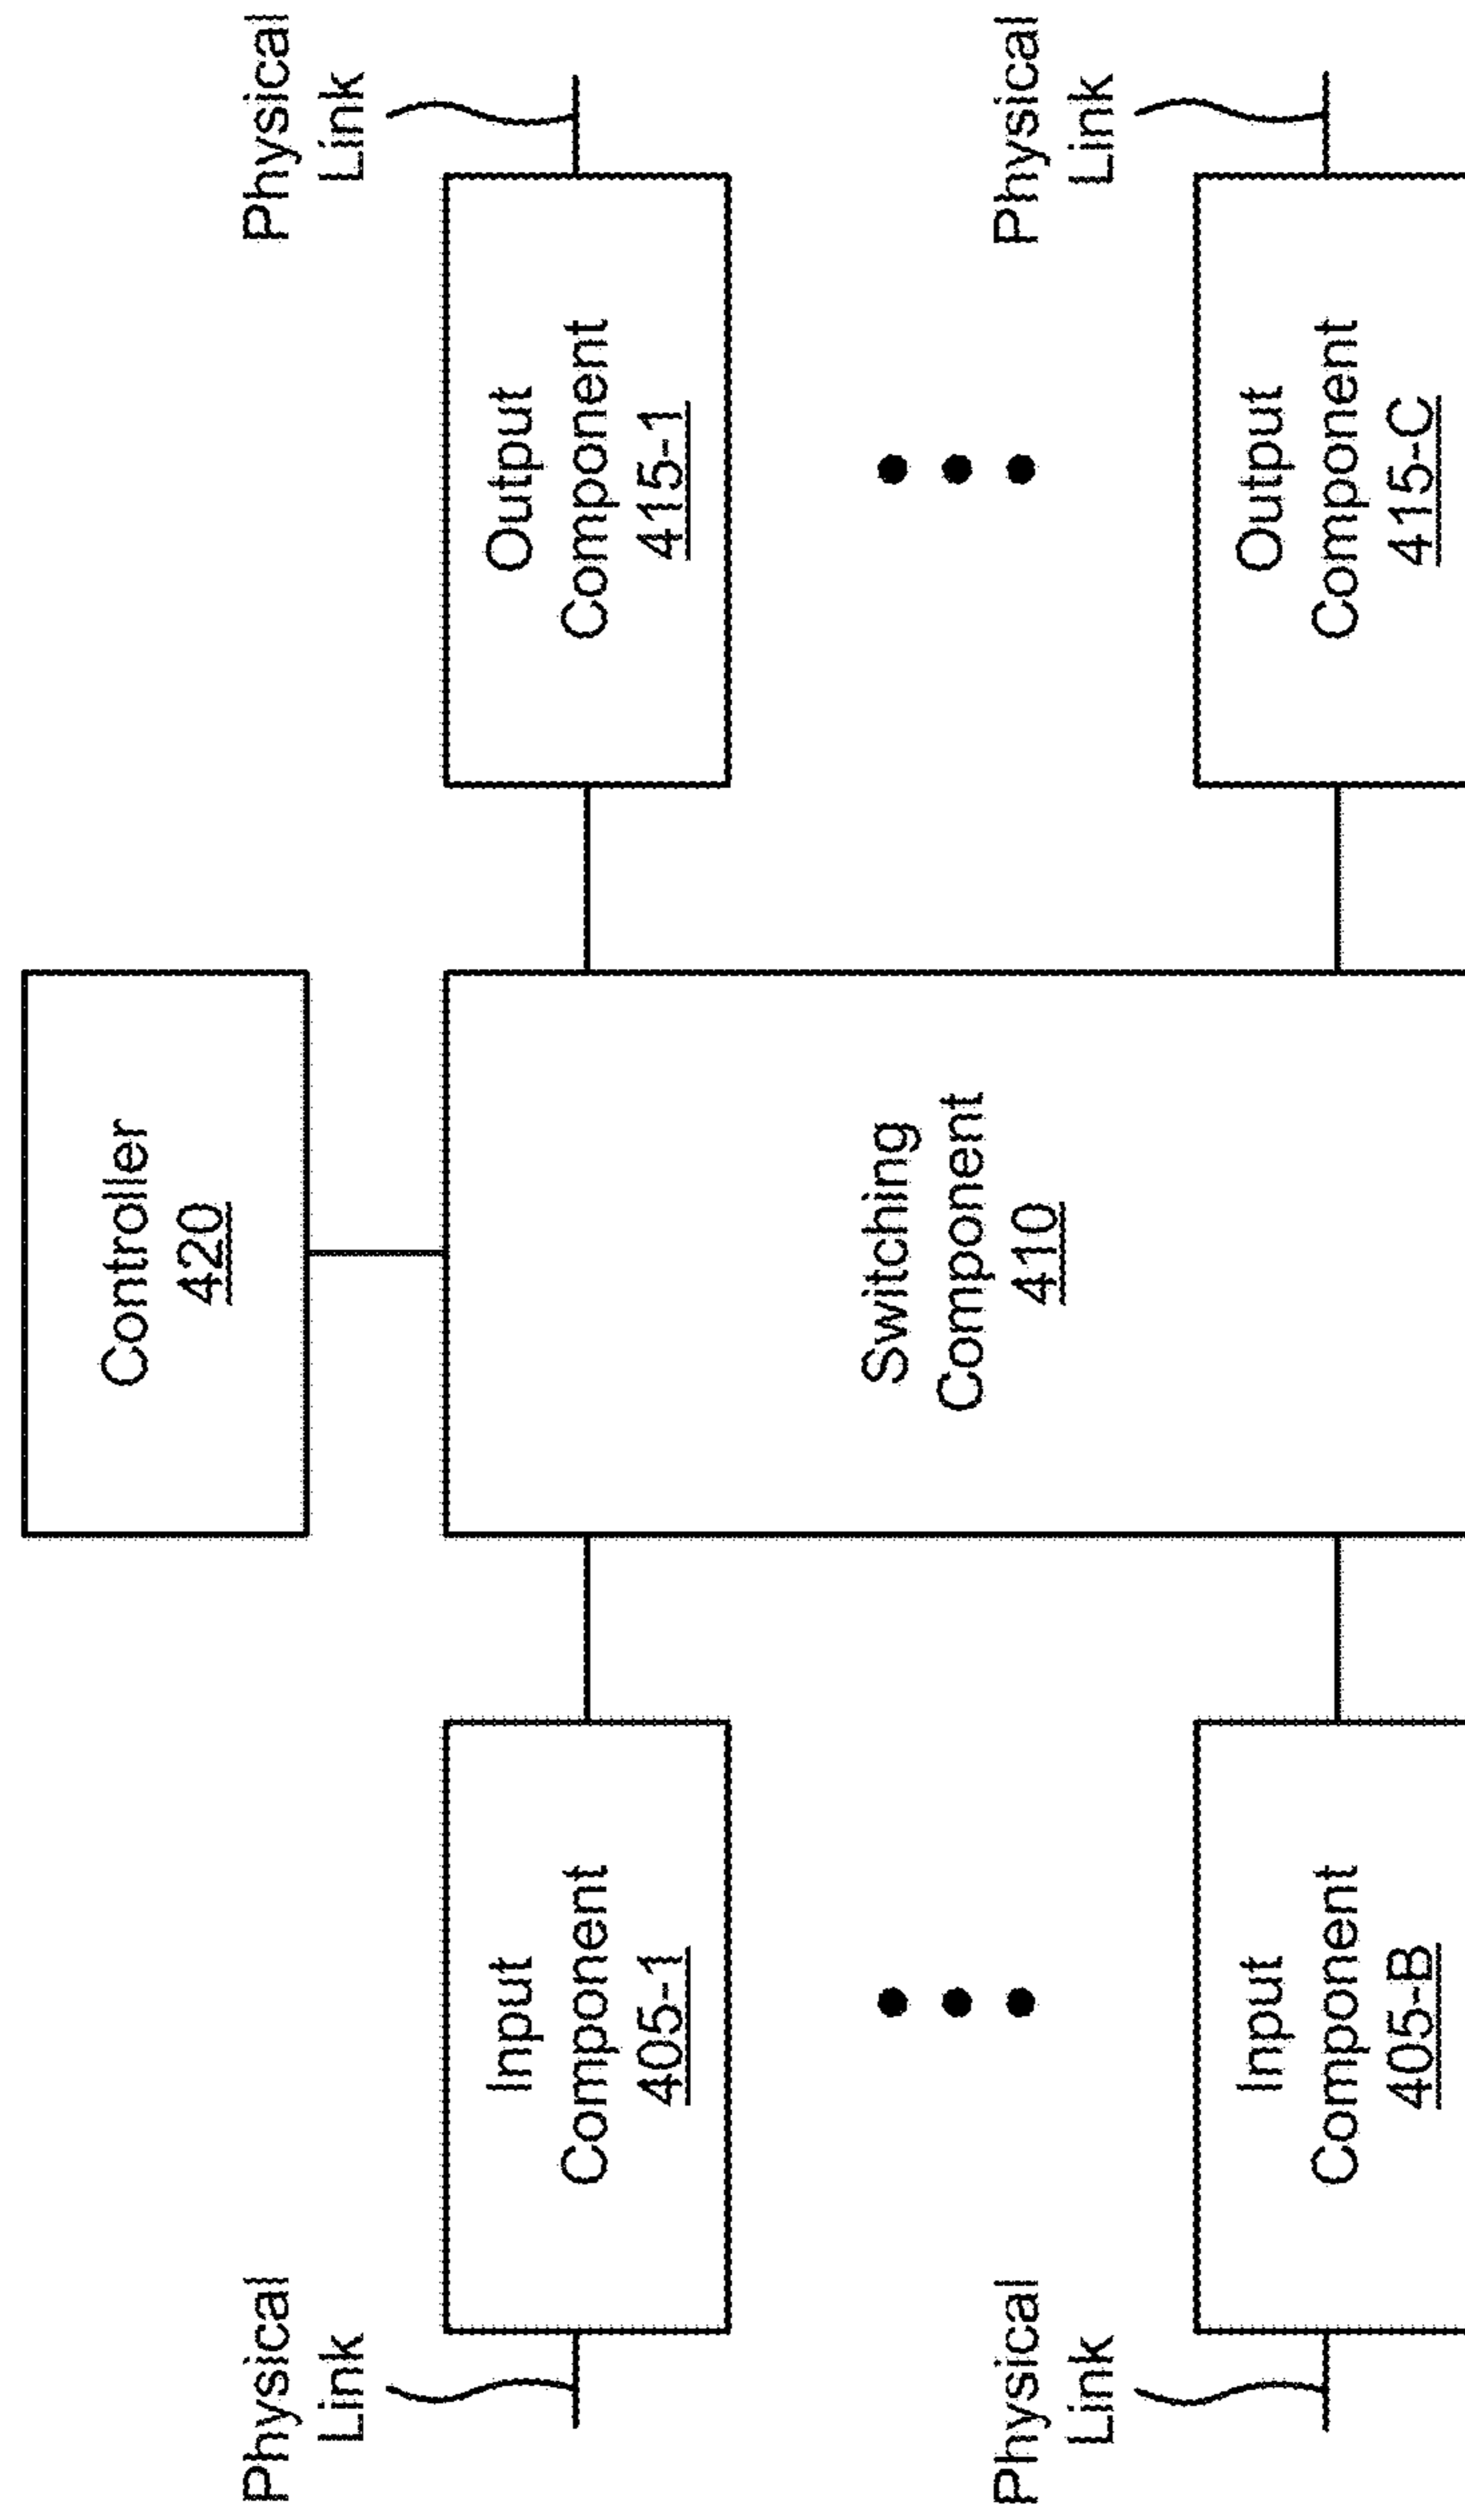 Controller
420
Physical
Link
Physical
Link
Input
Component
405-1
Switching
Component
410
Output
Component
415-1
Physical
Link
Physical
Link
Input
Component
405-B
Output
Component
415-C